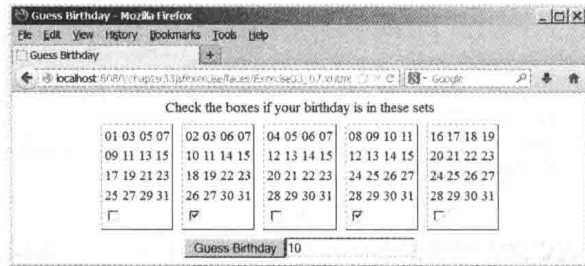 Guess Birthday - Mozilla Firefox
File Edit View History Bookmarks Tools Help
Guess Birthday +
localhost:8080/chapter33jsfexercise/faces/Exercise33_07.xhtml Google
Check the boxes if your birthday is in these sets
01 03 05 07 02 03 06 07 04 05 06 07 08 09 10 11 16 17 18 19
09 11 13 15 10 11 14 15 12 13 14 15 12 13 14 15 20 21 22 23
17 19 21 23 18 19 22 23 20 21 22 23 24 25 26 27 24 25 26 27
25 27 29 31 26 27 30 31 28 29 30 31 28 29 30 31 28 29 30 31
Guess Birthday 10